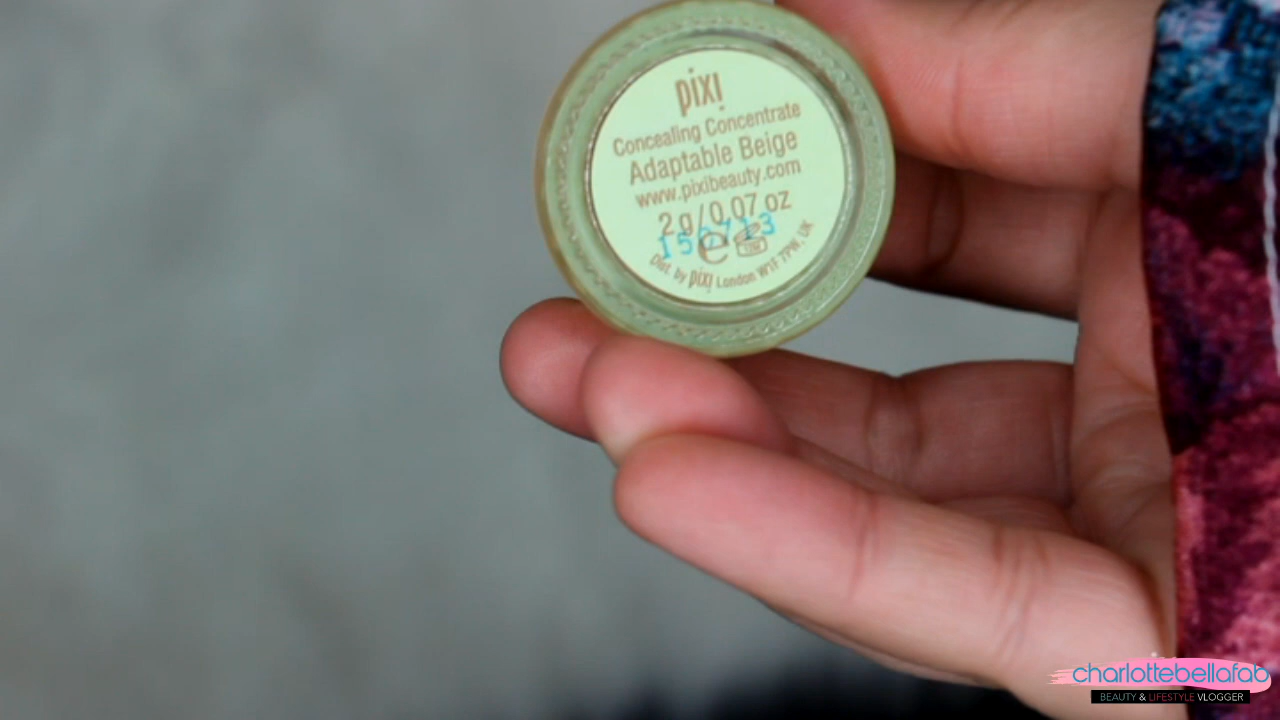 pixi
Concealing Concentrate
Adaptable Beige
www.pixibeauty.com
2 g / 0.07 oz
150713
e
Dist. by pixi London W1F 7PW, UK
charlottebellafab
BEAUTY & LIFESTYLE VLOGGER